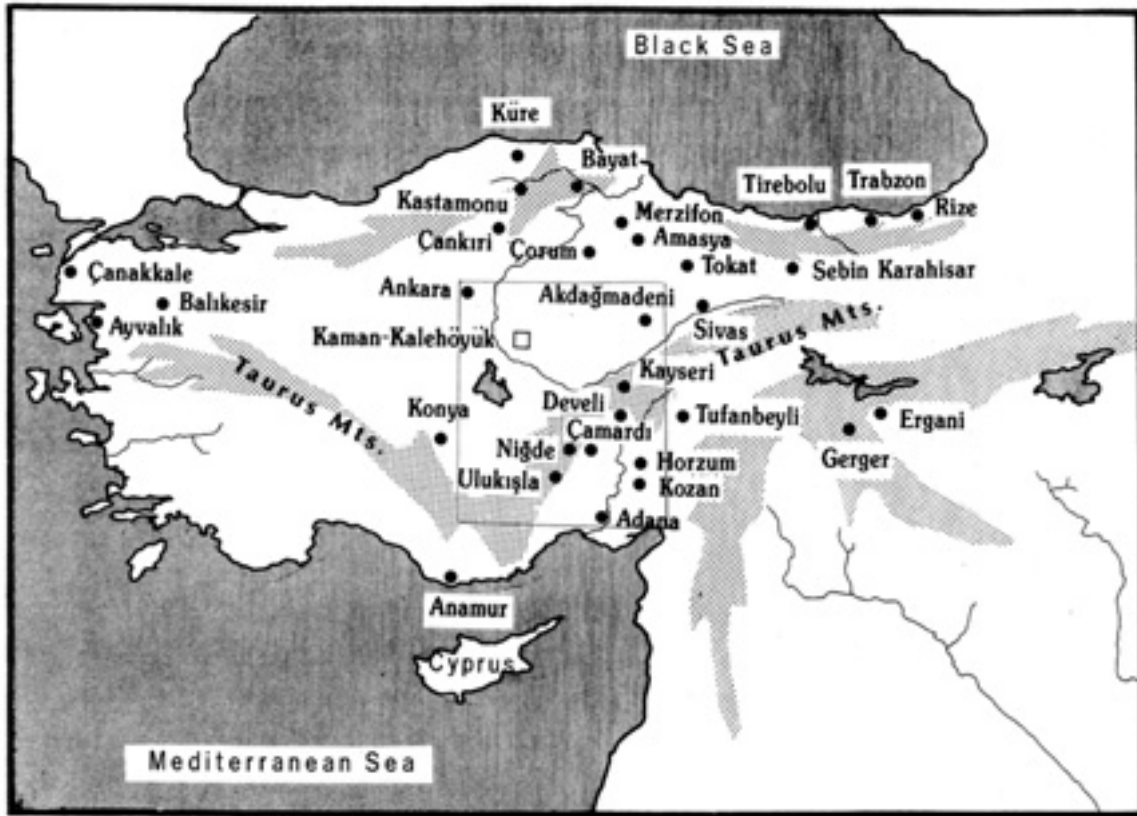 Black Sea
Küre
Bayat
Tirebolu
Trabzon
Rize
Kastamonu
Merzifon
Çankırı
Amasya
Çorum
Tokat
Şebin Karahisar
Çanakkale
Ankara
Akdağmadeni
Balıkesir
Ayvalık
Kaman-Kalehöyük
Sivas
Taurus Mts.
Taurus Mts.
Kayseri
Konya
Develi
Tufanbeyli
Ergani
Çamardı
Niğde
Gerger
Horzum
Ulukışla
Kozan
Adana
Anamur
Cyprus
Mediterranean Sea